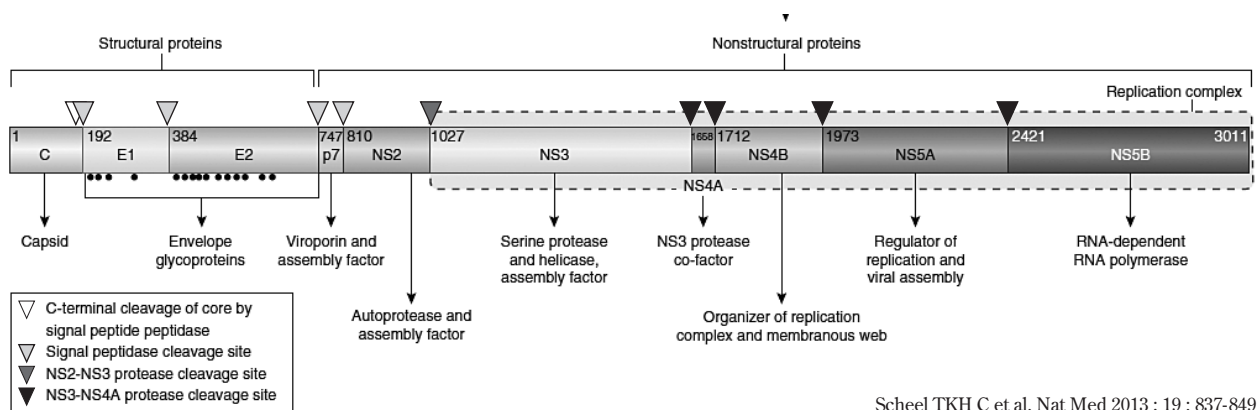 Structural proteins
Nonstructural proteins
Replication complex
1
192
384
747
810
1027
1658
1712
1973
2421
3011
C
E1
E2
p7
NS2
NS3
NS4B
NS5A
NS5B
NS4A
Capsid
Envelope
glycoproteins
Viroporin and
assembly factor
Serine protease
and helicase,
assembly factor
NS3 protease
co-factor
Regulator of
replication and
viral assembly
RNA-dependent
RNA polymerase
Autoprotease and
assembly factor
Organizer of replication
complex and membranous web
C-terminal cleavage of core by
signal peptide peptidase
Signal peptidase cleavage site
NS2-NS3 protease cleavage site
NS3-NS4A protease cleavage site
Scheel TKH C et al. Nat Med 2013 ; 19 : 837-849